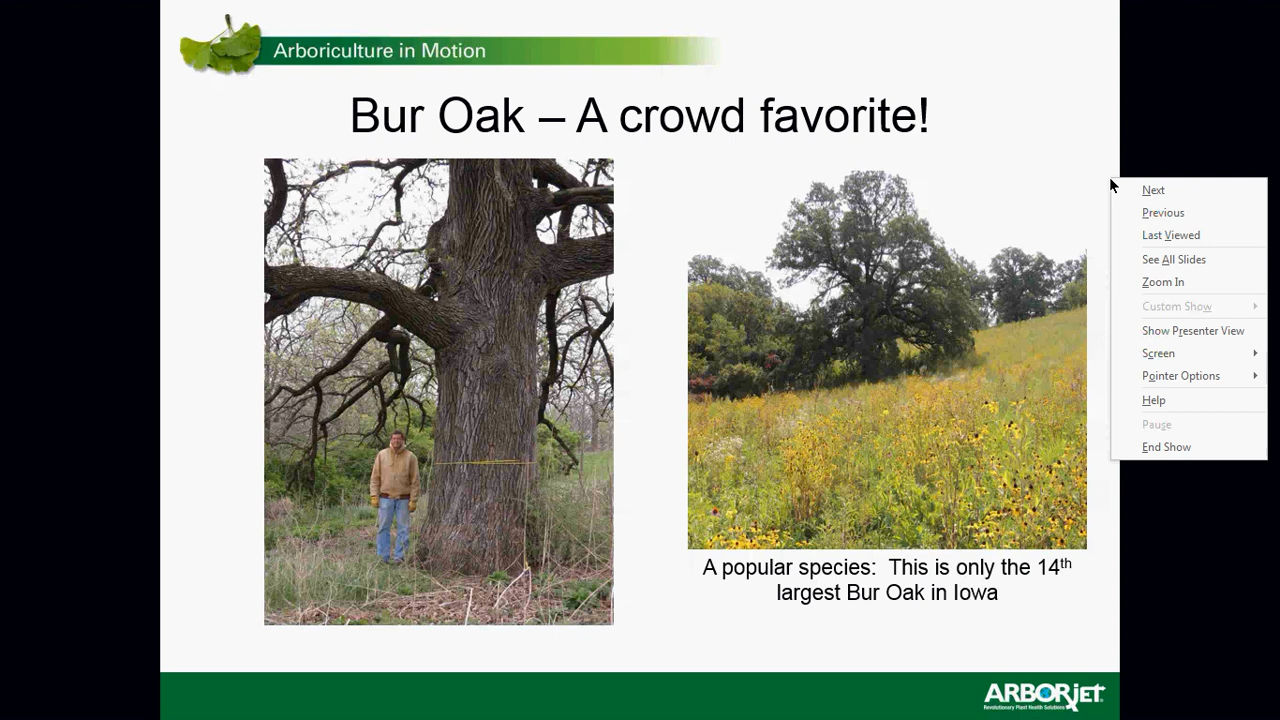 Arboriculture in Motion
Bur Oak – A crowd favorite!
A popular species: This is only the 14th
largest Bur Oak in Iowa
Next
Previous
Last Viewed
See All Slides
Zoom In
Custom Show
Show Presenter View
Screen
Pointer Options
Help
Pause
End Show
ARBORjet
Revolutionary Plant Health Solutions